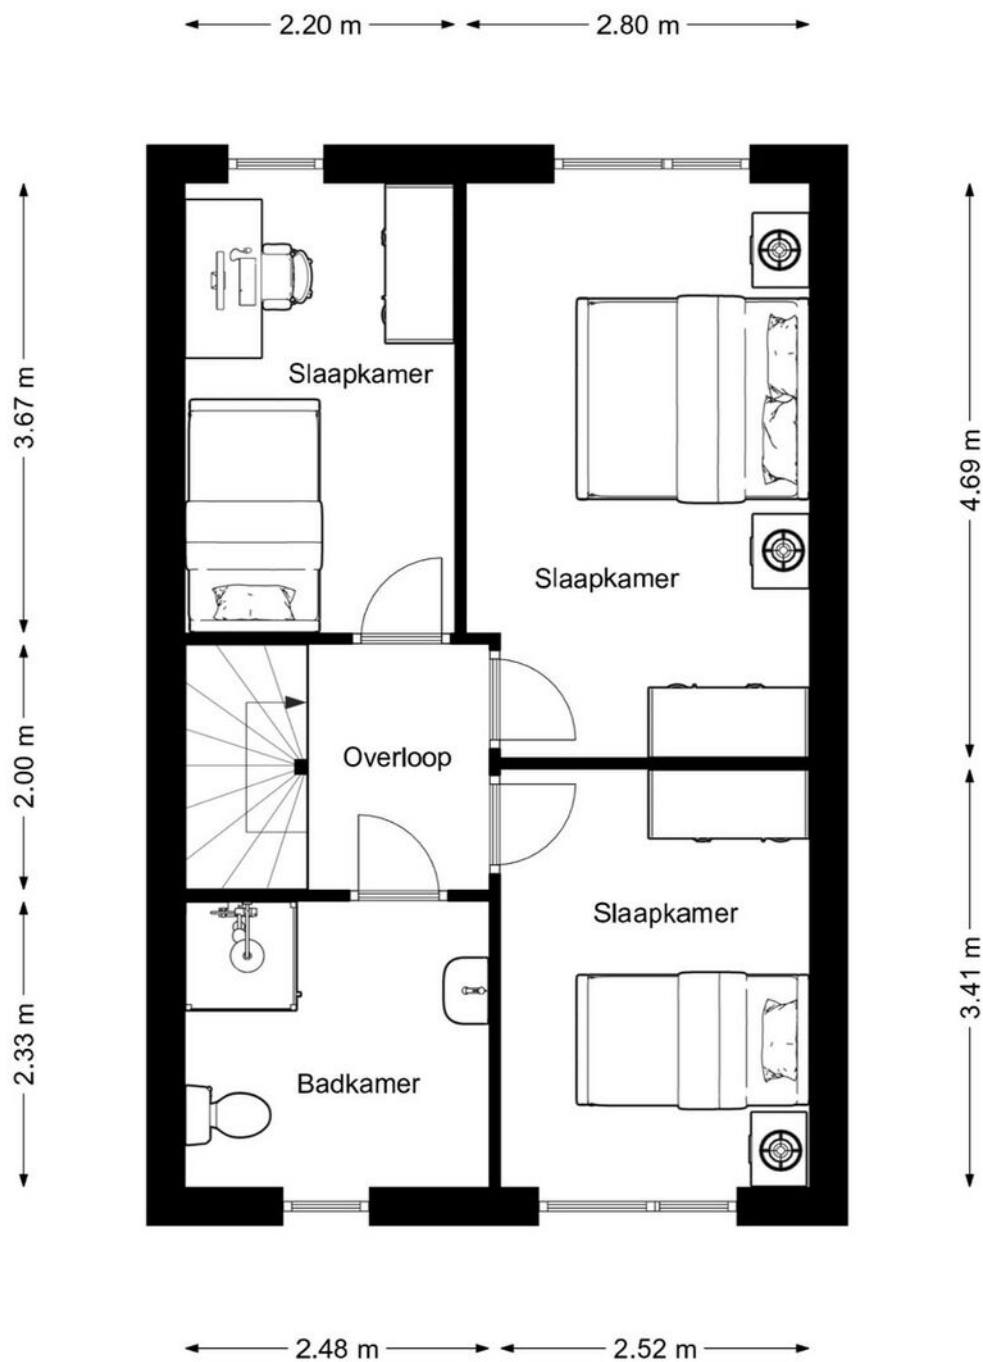 2.20 m
2.80 m
Slaapkamer
3.67 m
4.69 m
Slaapkamer
Overloop
2.00 m
Slaapkamer
3.41 m
2.33 m
Badkamer
2.48 m
2.52 m